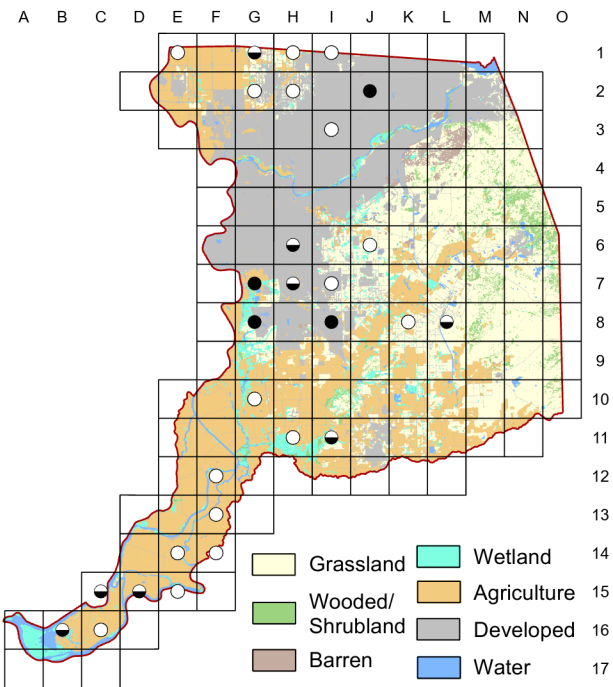 A B C D E F G H I J K L M N O
1
2
3
4
5
6
7
8
9
10
11
12
13
14
15
16
17
Grassland
Wooded/
Shrubland
Barren
Wetland
Agriculture
Developed
Water